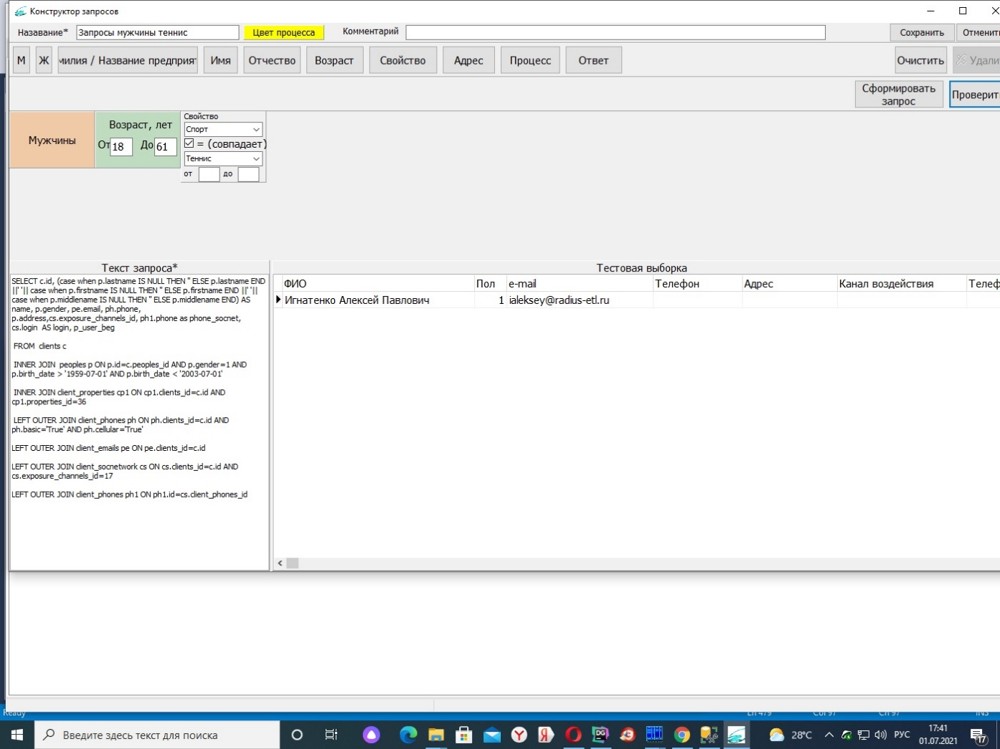 Конструктор запросов
Назавание* Запросы мужчины теннис Цвет процесса Комментарий Сохранить Отменит
М Ж милия / Название предприят Имя Отчество Возраст Свойство Адрес Процесс Ответ Очистить Удали
Сформировать запрос Проверит
Мужчины
Возраст, лет
От 18 До 61
Свойство
Спорт
= (совпадает)
Теннис
от до
Текст запроса*
SELECT c.id, (case when p.lastname IS NULL THEN '' ELSE p.lastname END
||' '|| case when p.firstname IS NULL THEN '' ELSE p.firstname END ||' '||
case when p.middlename IS NULL THEN '' ELSE p.middlename END) AS
name, p.gender, pe.email, ph.phone,
p.address,cs.exposure_channels_id, ph1.phone as phone_socnet,
cs.login AS login, p_user_beg
FROM clients c
INNER JOIN peoples p ON p.id=c.peoples_id AND p.gender=1 AND
p.birth_date > '1959-07-01' AND p.birth_date < '2003-07-01'
INNER JOIN client_properties cp1 ON cp1.clients_id=c.id AND
cp1.properties_id=36
LEFT OUTER JOIN client_phones ph ON ph.clients_id=c.id AND
ph.basic='True' AND ph.cellular='True'
LEFT OUTER JOIN client_emails pe ON pe.clients_id=c.id
LEFT OUTER JOIN client_socnetwork cs ON cs.clients_id=c.id AND
cs.exposure_channels_id=17
LEFT OUTER JOIN client_phones ph1 ON ph1.id=cs.client_phones_id
Тестовая выборка
ФИО Пол e-mail Телефон Адрес Канал воздействия Телеф
Игнатенко Алексей Павлович 1 ialeksey@radius-etl.ru
Ready Ln 479 Col 97 Ch 97 INS
Введите здесь текст для поиска 28°C РУС 17:41
01.07.2021 17